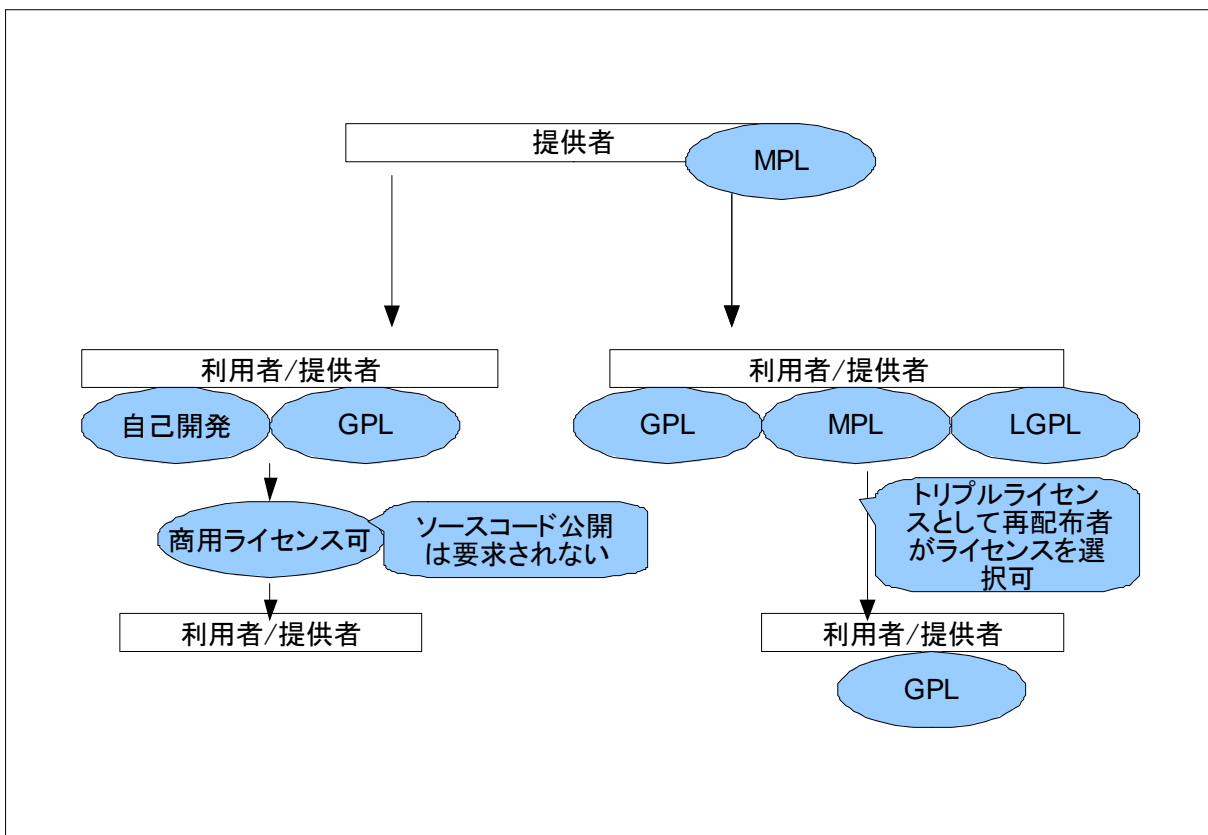 提供者
MPL
利用者/提供者
利用者/提供者
自己開発
GPL
GPL
MPL
LGPL
商用ライセンス可
ソースコード公開
は要求されない
トリプルライセン
スとして再配布者
がライセンスを選
択可
利用者/提供者
利用者/提供者
GPL